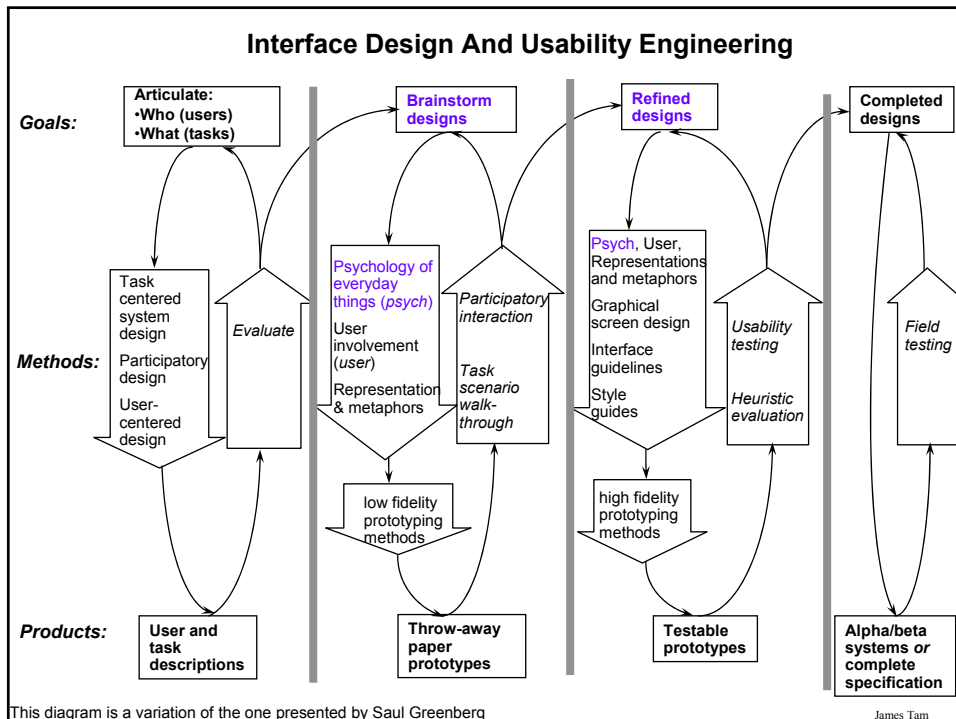 Interface Design And Usability Engineering
Goals:
Articulate:
•Who (users)
•What (tasks)
Brainstorm
designs
Refined
designs
Completed
designs
Methods:
Task
centered
system
design
Participatory
design
User-
centered
design
Evaluate
Psychology of
everyday
things (psych)
User
involvement
(user)
Representation
& metaphors
low fidelity
prototyping
methods
Participatory
interaction
Task
scenario
walk-
through
Psych, User,
Representations
and metaphors
Graphical
screen design
Interface
guidelines
Style
guides
high fidelity
prototyping
methods
Usability
testing
Heuristic
evaluation
Field
testing
Products:
User and
task
descriptions
Throw-away
paper
prototypes
Testable
prototypes
Alpha/beta
systems or
complete
specification
This diagram is a variation of the one presented by Saul Greenberg
James Tam